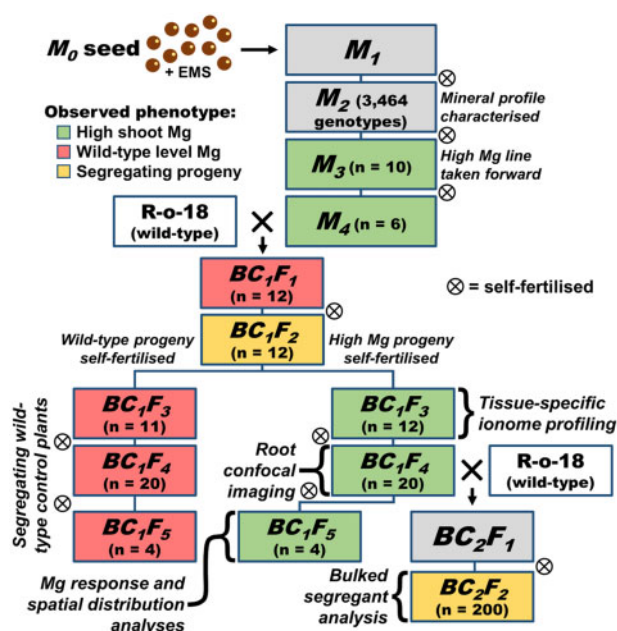 M0 seed
+ EMS
M1
M2 (3,464
genotypes)
Mineral profile
characterised
Observed phenotype:
High shoot Mg
Wild-type level Mg
Segregating progeny
M3 (n = 10)
High Mg line
taken forward
R-o-18
(wild-type)
M4 (n = 6)
BC1F1
(n = 12)
⊗ = self-fertilised
BC1F2
(n = 12)
Wild-type progeny
self-fertilised
High Mg progeny
self-fertilised
Segregating wild-
type control plants
BC1F3
(n = 11)
BC1F3
(n = 12)
Tissue-specific
ionome profiling
BC1F4
(n = 20)
Root
confocal
imaging
BC1F4
(n = 20)
R-o-18
(wild-type)
BC1F5
(n = 4)
BC1F5
(n = 4)
BC2F1
Mg response and
spatial distribution
analyses
Bulked
segregant
analysis
BC2F2
(n = 200)